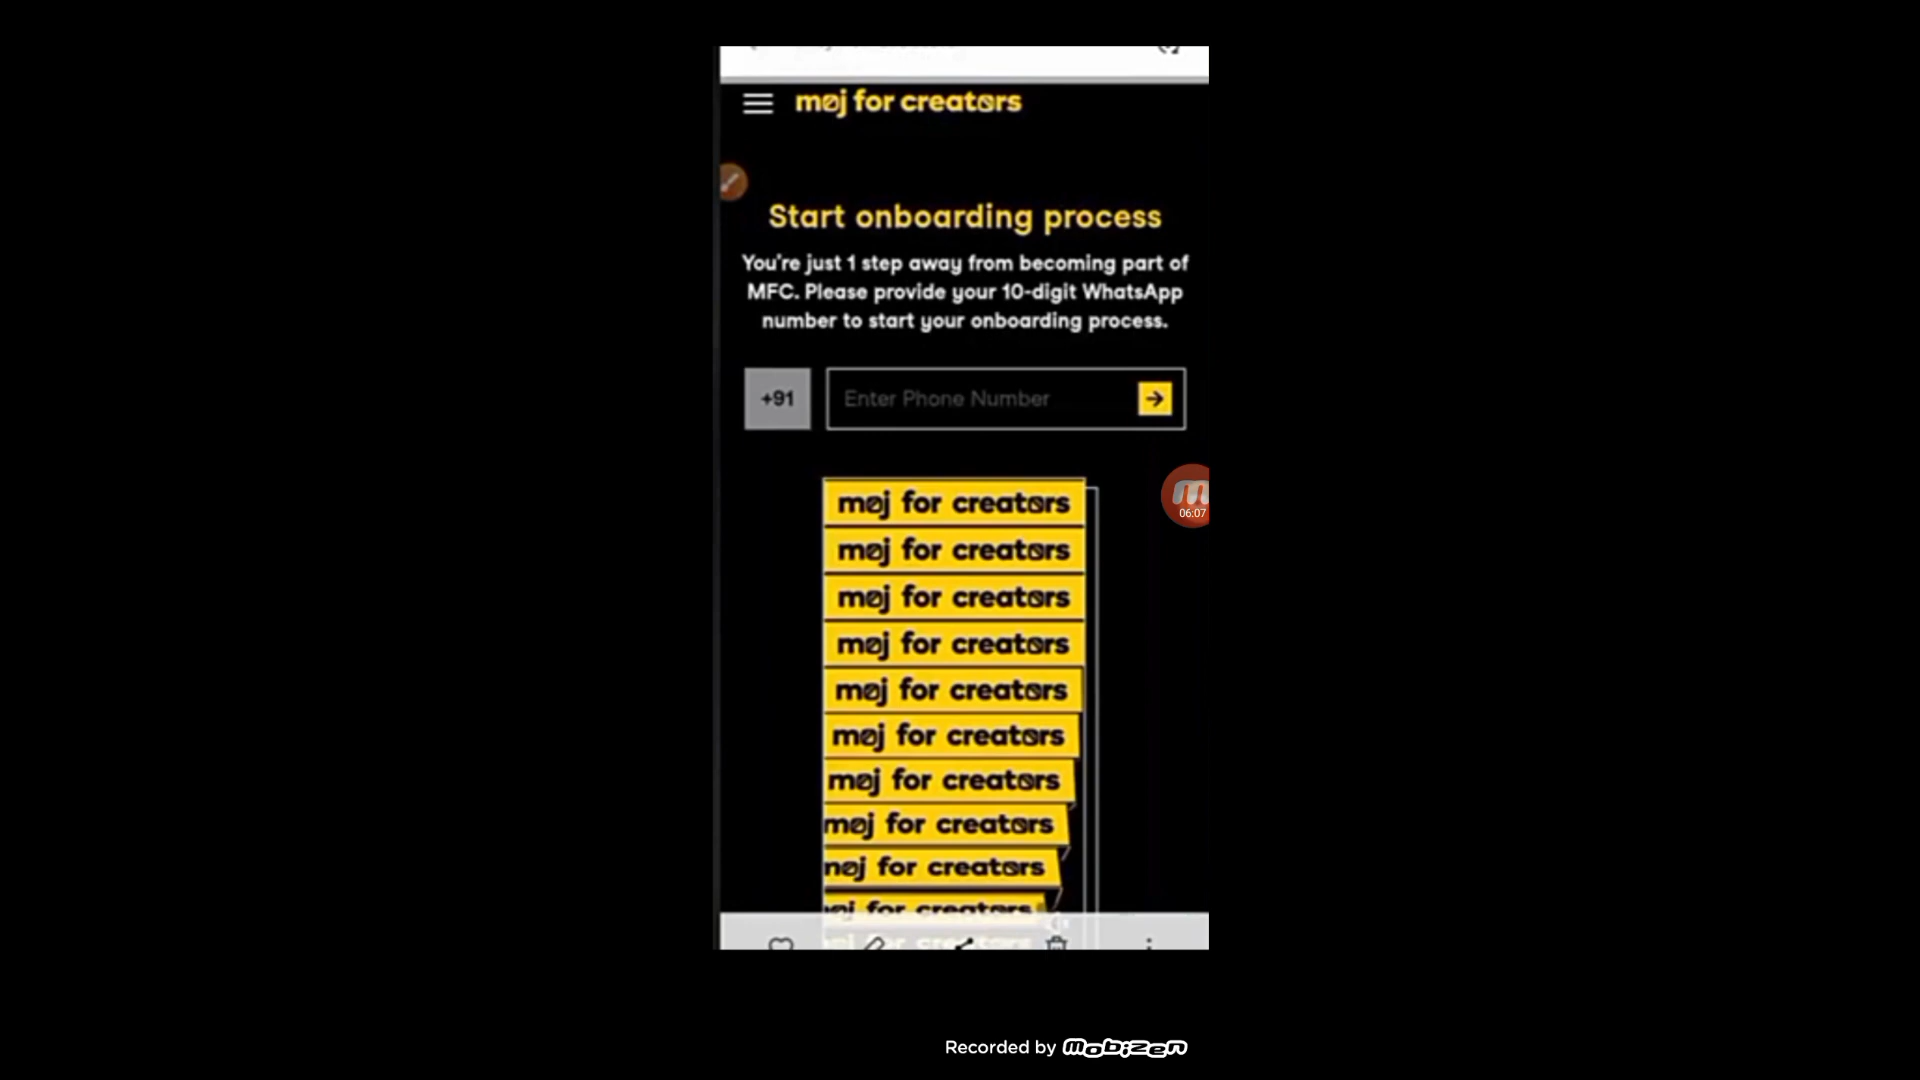 moj for creators
Start onboarding process
You're just 1 step away from becoming part of
MFC. Please provide your 10-digit WhatsApp
number to start your onboarding process.
+91
Enter Phone Number
moj for creators
moj for creators
moj for creators
06:07
moj for creators
moj for creators
moj for creators
moj for creators
moj for creators
moj for creators
moj for creators
Recorded by mobizen